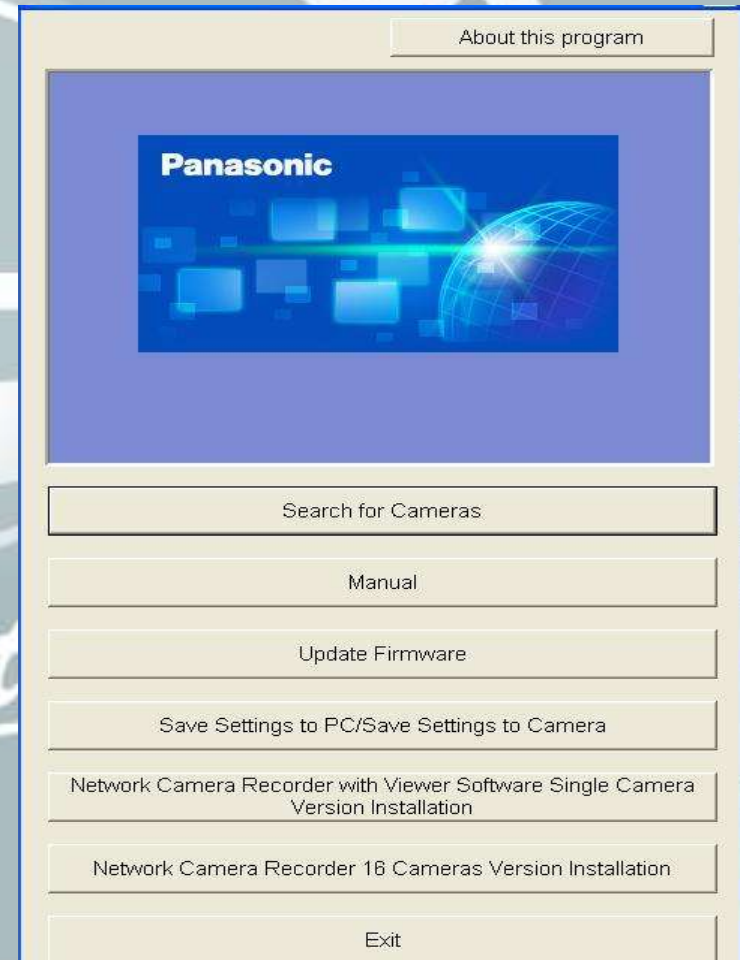 About this program
Panasonic
Search for Cameras
Manual
Update Firmware
Save Settings to PC/Save Settings to Camera
Network Camera Recorder with Viewer Software Single Camera
Version Installation
Network Camera Recorder 16 Cameras Version Installation
Exit